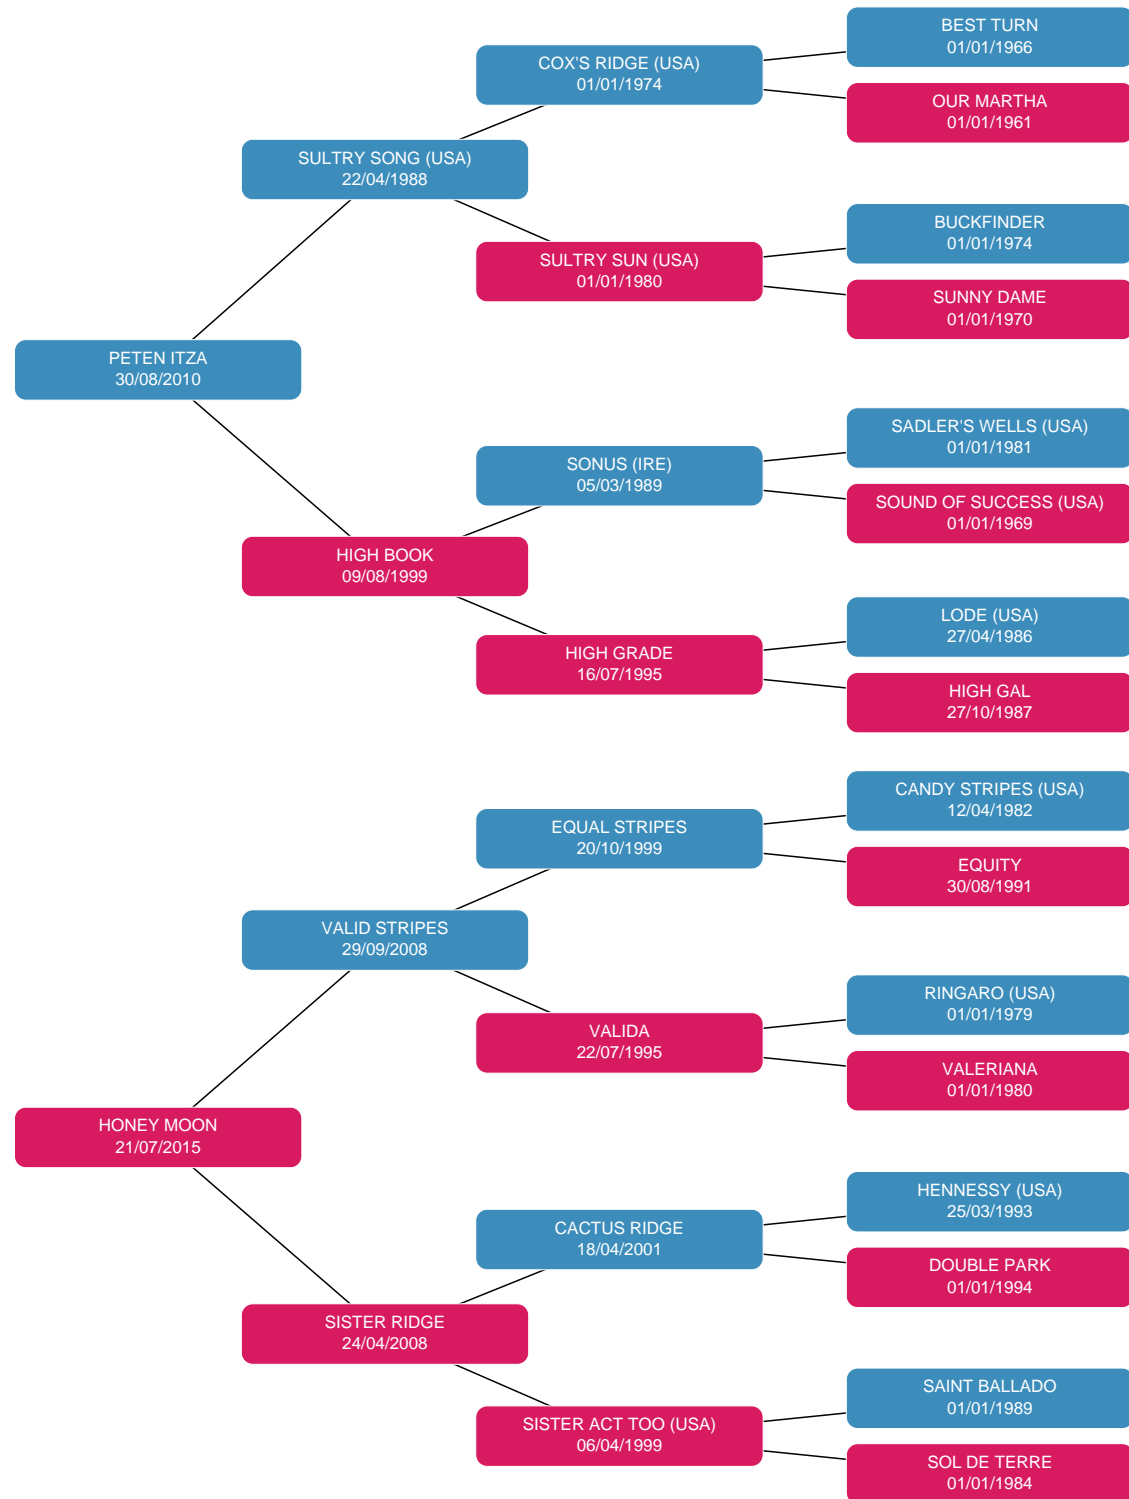 BEST TURN
01/01/1966
COX'S RIDGE (USA)
01/01/1974
OUR MARTHA
01/01/1961
SULTRY SONG (USA)
22/04/1988
BUCKFINDER
01/01/1974
SULTRY SUN (USA)
01/01/1980
SUNNY DAME
01/01/1970
PETEN ITZA
30/08/2010
SADLER'S WELLS (USA)
01/01/1981
SONUS (IRE)
05/03/1989
SOUND OF SUCCESS (USA)
01/01/1969
HIGH BOOK
09/08/1999
LODE (USA)
27/04/1986
HIGH GRADE
16/07/1995
HIGH GAL
27/10/1987
CANDY STRIPES (USA)
12/04/1982
EQUAL STRIPES
20/10/1999
EQUITY
30/08/1991
VALID STRIPES
29/09/2008
RINGARO (USA)
01/01/1979
VALIDA
22/07/1995
VALERIANA
01/01/1980
HONEY MOON
21/07/2015
HENNESSY (USA)
25/03/1993
CACTUS RIDGE
18/04/2001
DOUBLE PARK
01/01/1994
SISTER RIDGE
24/04/2008
SAINT BALLADO
01/01/1989
SISTER ACT TOO (USA)
06/04/1999
SOL DE TERRE
01/01/1984